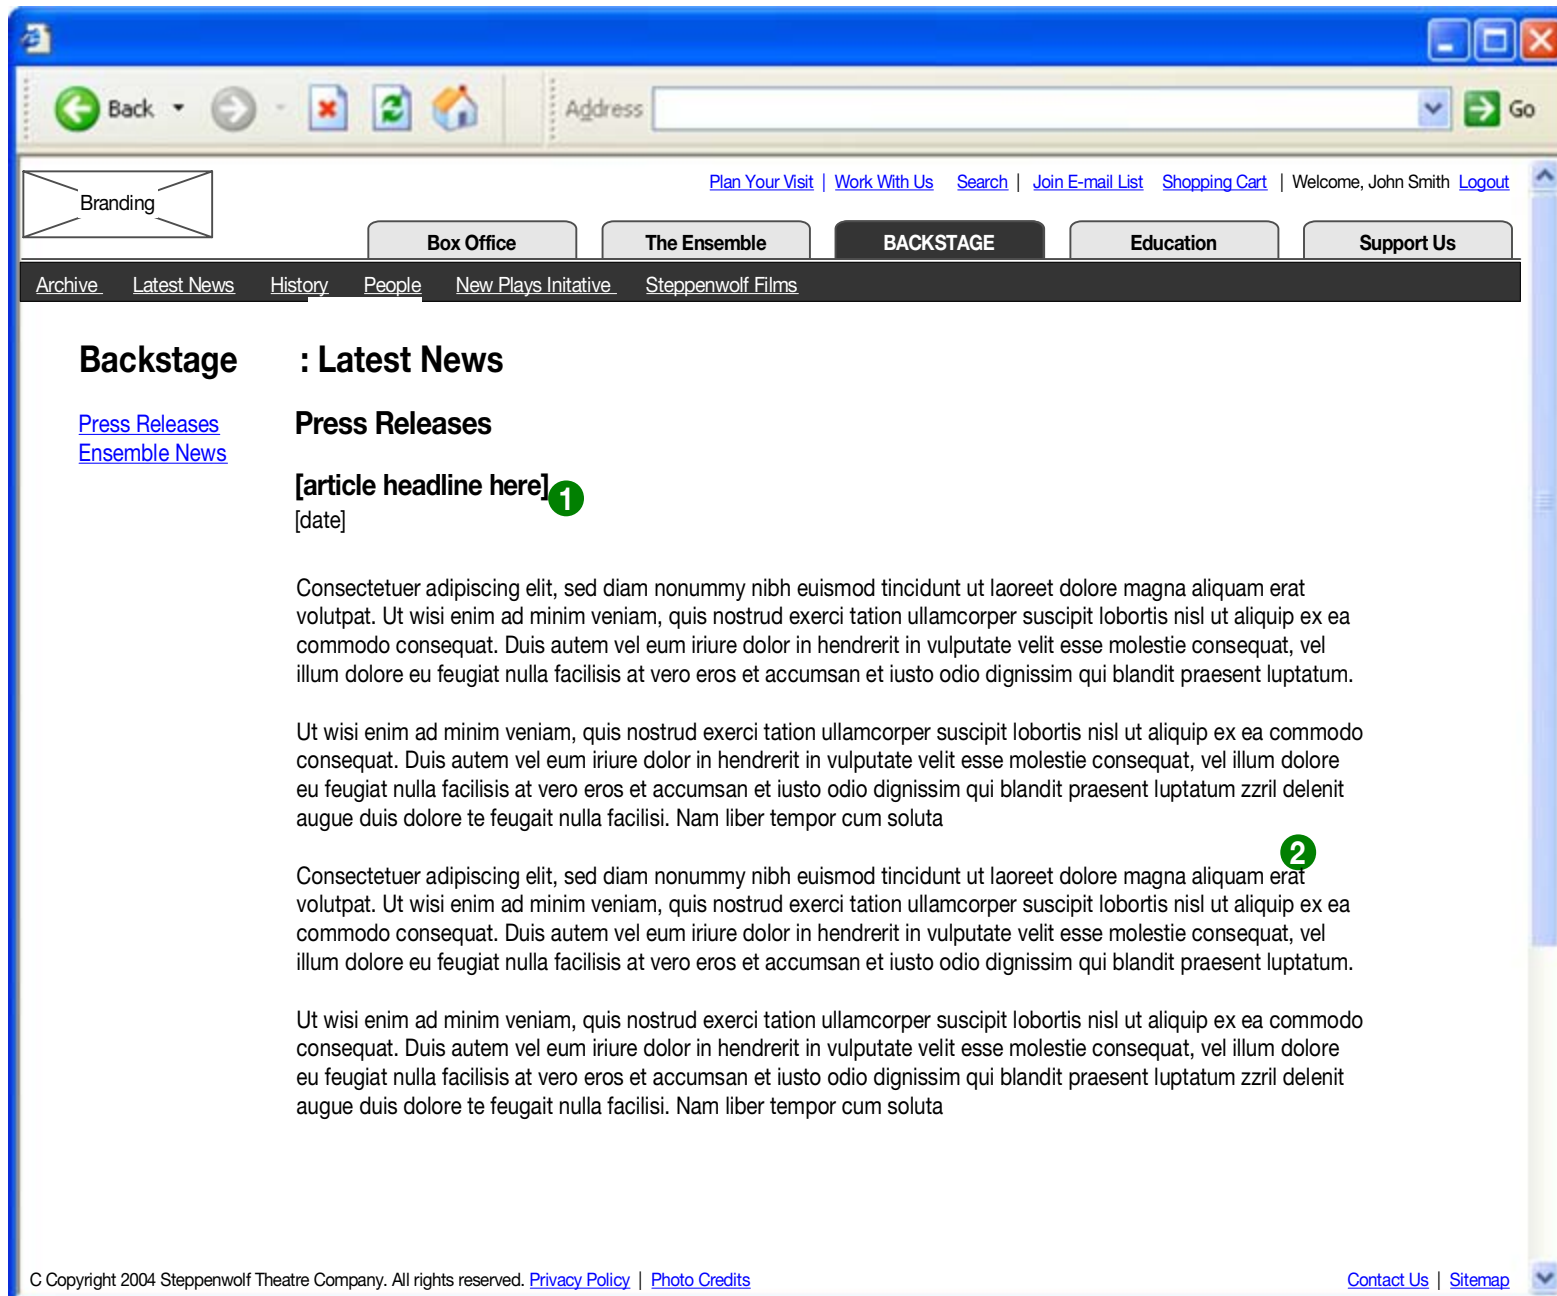 Back Address Go
Branding
Plan Your Visit | Work With Us Search | Join E-mail List Shopping Cart | Welcome, John Smith Logout
Box Office The Ensemble BACKSTAGE Education Support Us
Archive Latest News History People New Plays Initative Steppenwolf Films
Backstage : Latest News
Press Releases
Ensemble News
Press Releases
[article headline here] 1
[date]
Consectetuer adipiscing elit, sed diam nonummy nibh euismod tincidunt ut laoreet dolore magna aliquam erat
volutpat. Ut wisi enim ad minim veniam, quis nostrud exerci tation ullamcorper suscipit lobortis nisl ut aliquip ex ea
commodo consequat. Duis autem vel eum iriure dolor in hendrerit in vulputate velit esse molestie consequat, vel
illum dolore eu feugiat nulla facilisis at vero eros et accumsan et iusto odio dignissim qui blandit praesent luptatum.
Ut wisi enim ad minim veniam, quis nostrud exerci tation ullamcorper suscipit lobortis nisl ut aliquip ex ea commodo
consequat. Duis autem vel eum iriure dolor in hendrerit in vulputate velit esse molestie consequat, vel illum dolore
eu feugiat nulla facilisis at vero eros et accumsan et iusto odio dignissim qui blandit praesent luptatum zzril delenit
augue duis dolore te feugait nulla facilisi. Nam liber tempor cum soluta
2
Consectetuer adipiscing elit, sed diam nonummy nibh euismod tincidunt ut laoreet dolore magna aliquam erat
volutpat. Ut wisi enim ad minim veniam, quis nostrud exerci tation ullamcorper suscipit lobortis nisl ut aliquip ex ea
commodo consequat. Duis autem vel eum iriure dolor in hendrerit in vulputate velit esse molestie consequat, vel
illum dolore eu feugiat nulla facilisis at vero eros et accumsan et iusto odio dignissim qui blandit praesent luptatum.
Ut wisi enim ad minim veniam, quis nostrud exerci tation ullamcorper suscipit lobortis nisl ut aliquip ex ea commodo
consequat. Duis autem vel eum iriure dolor in hendrerit in vulputate velit esse molestie consequat, vel illum dolore
eu feugiat nulla facilisis at vero eros et accumsan et iusto odio dignissim qui blandit praesent luptatum zzril delenit
augue duis dolore te feugait nulla facilisi. Nam liber tempor cum soluta
C Copyright 2004 Steppenwolf Theatre Company. All rights reserved. Privacy Policy | Photo Credits Contact Us | Sitemap